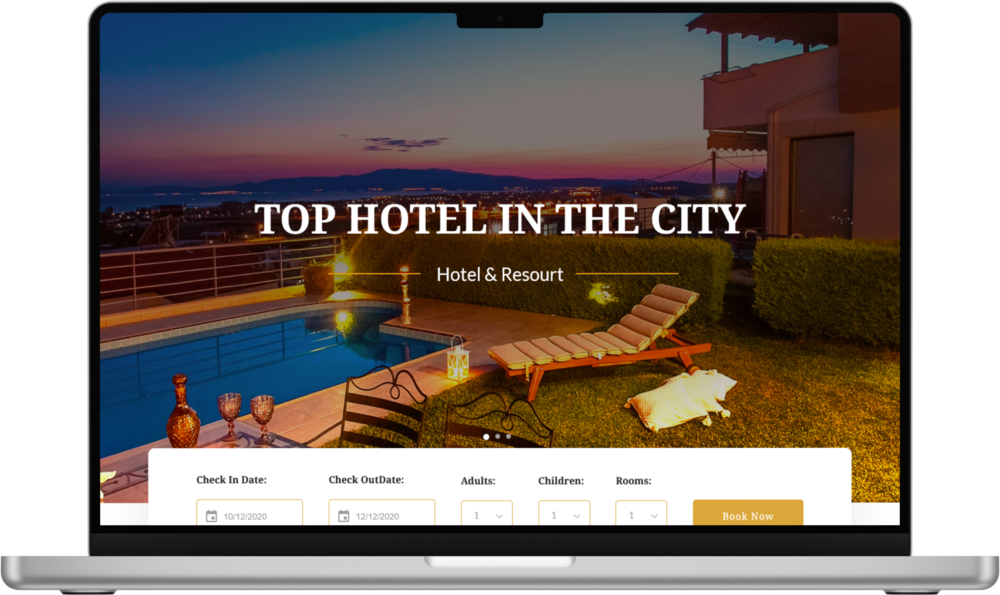 TOP HOTEL IN THE CITY
Hotel & Resourt
Check In Date:
Check OutDate:
Adults:
Children:
Rooms:
10/12/2020
12/12/2020
1
1
1
Book Now